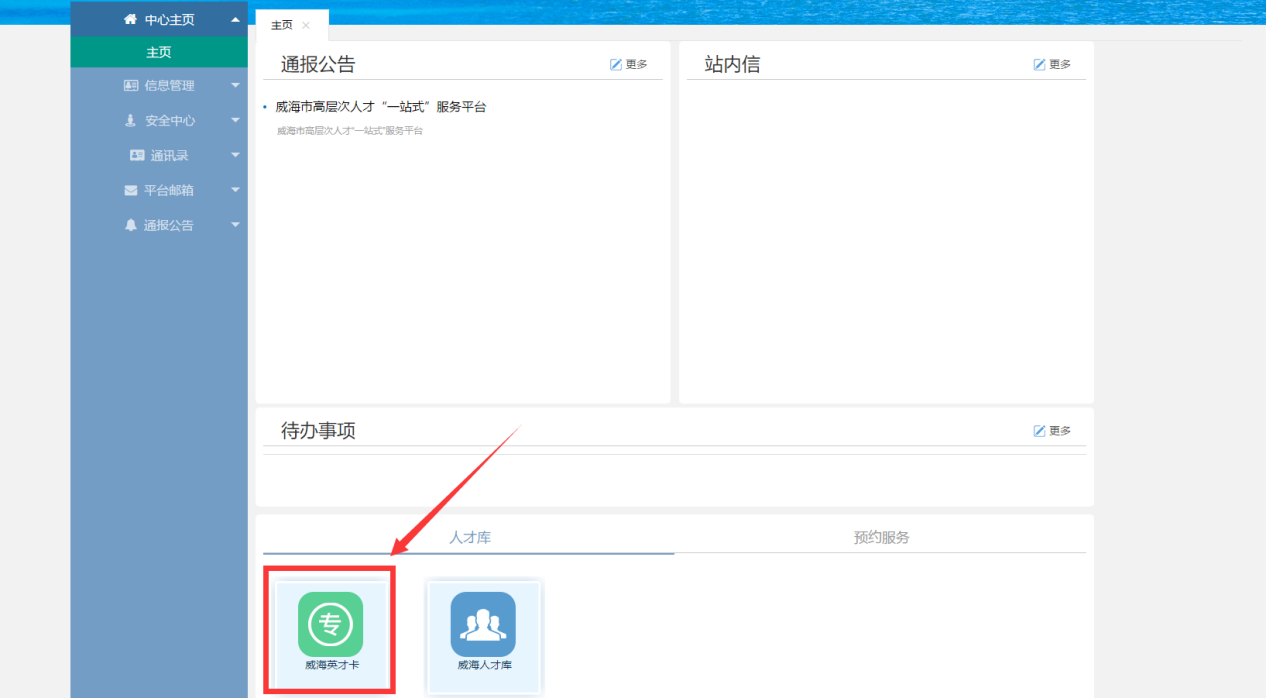 中心主页
主页
信息管理
安全中心
通讯录
平台邮箱
通报公告
主页 ×
通报公告
更多
威海市高层次人才“一站式”服务平台
威海市高层次人才“一站式”服务平台
站内信
更多
待办事项
更多
人才库
预约服务
专
威海英才卡
威海人才库